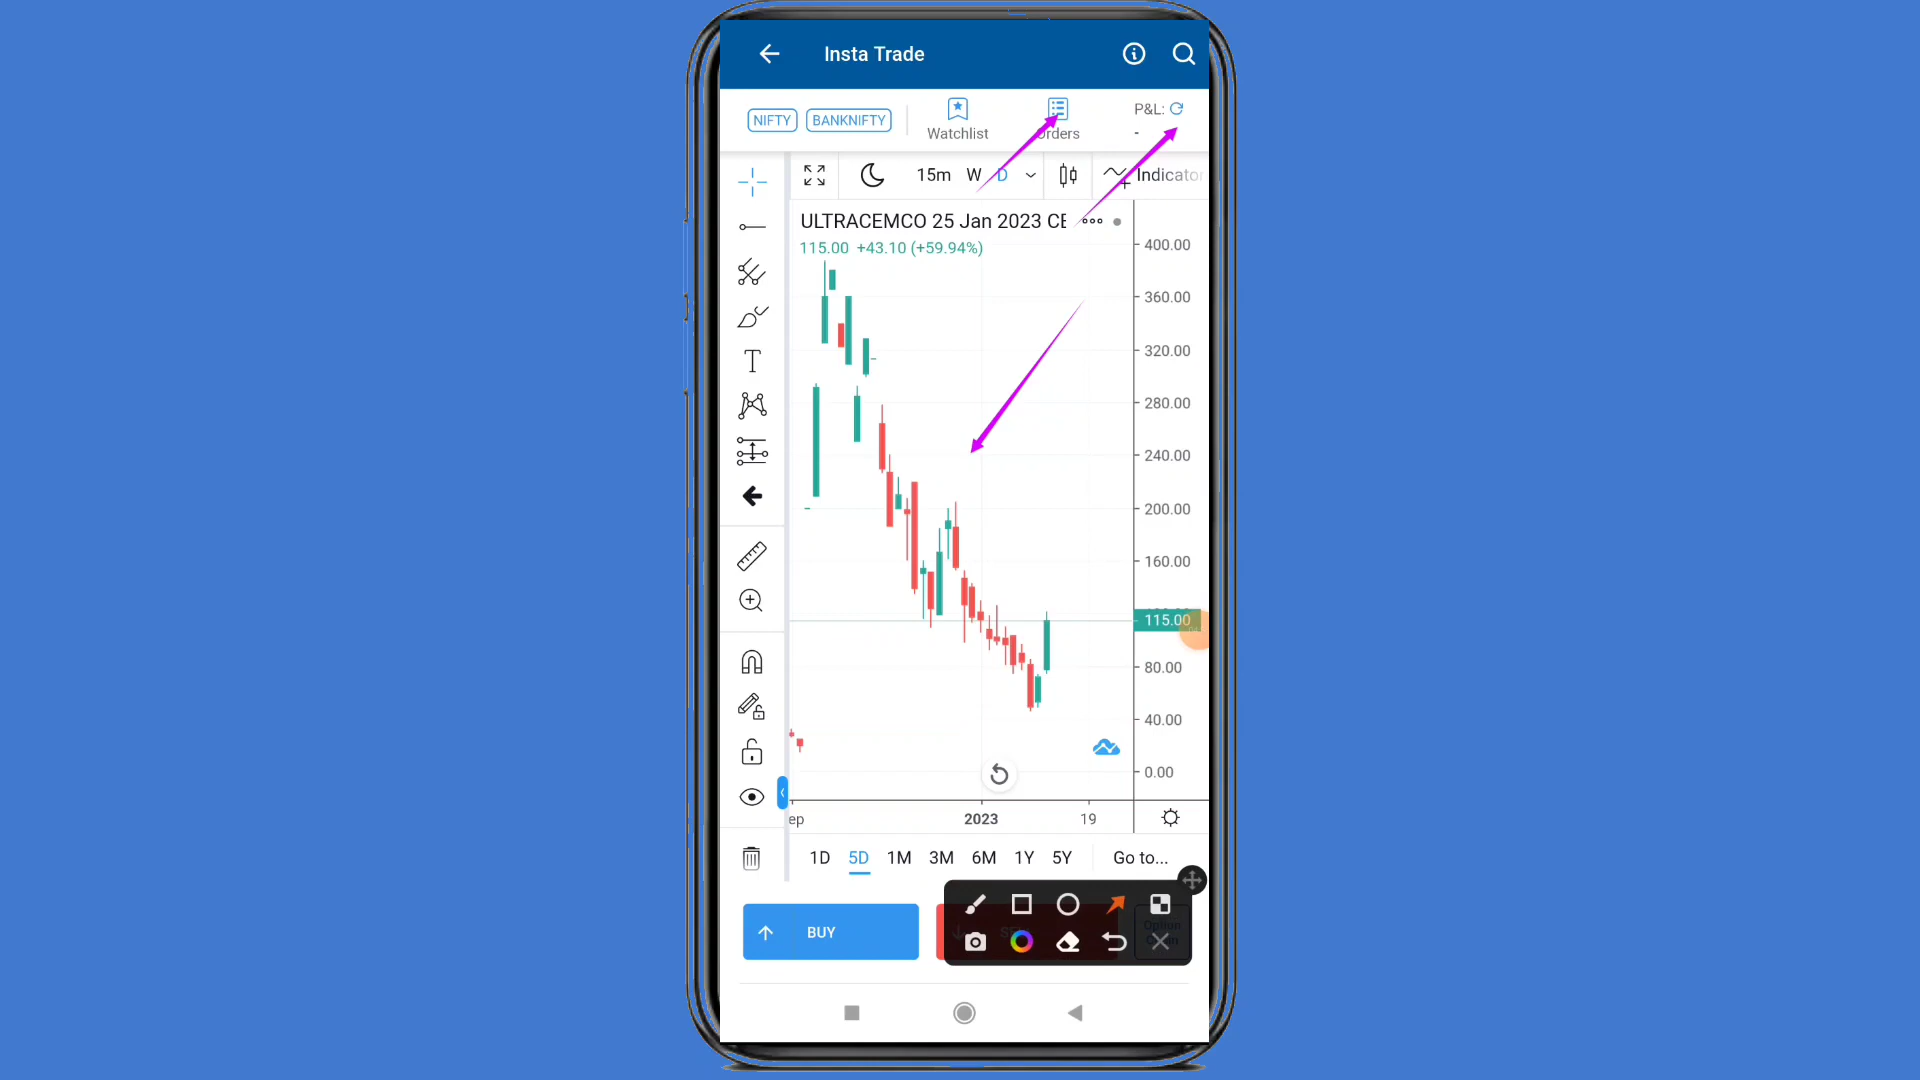 Insta Trade
NIFTY BANKNIFTY Watchlist Orders P&L:
-
15m W D Indicator
ULTRACEMCO 25 Jan 2023 CE
115.00 +43.10 (+59.94%)
400.00
360.00
320.00
280.00
240.00
200.00
160.00
115.00
80.00
40.00
0.00
ep 2023 19
1D 5D 1M 3M 6M 1Y 5Y Go to...
BUY
Option